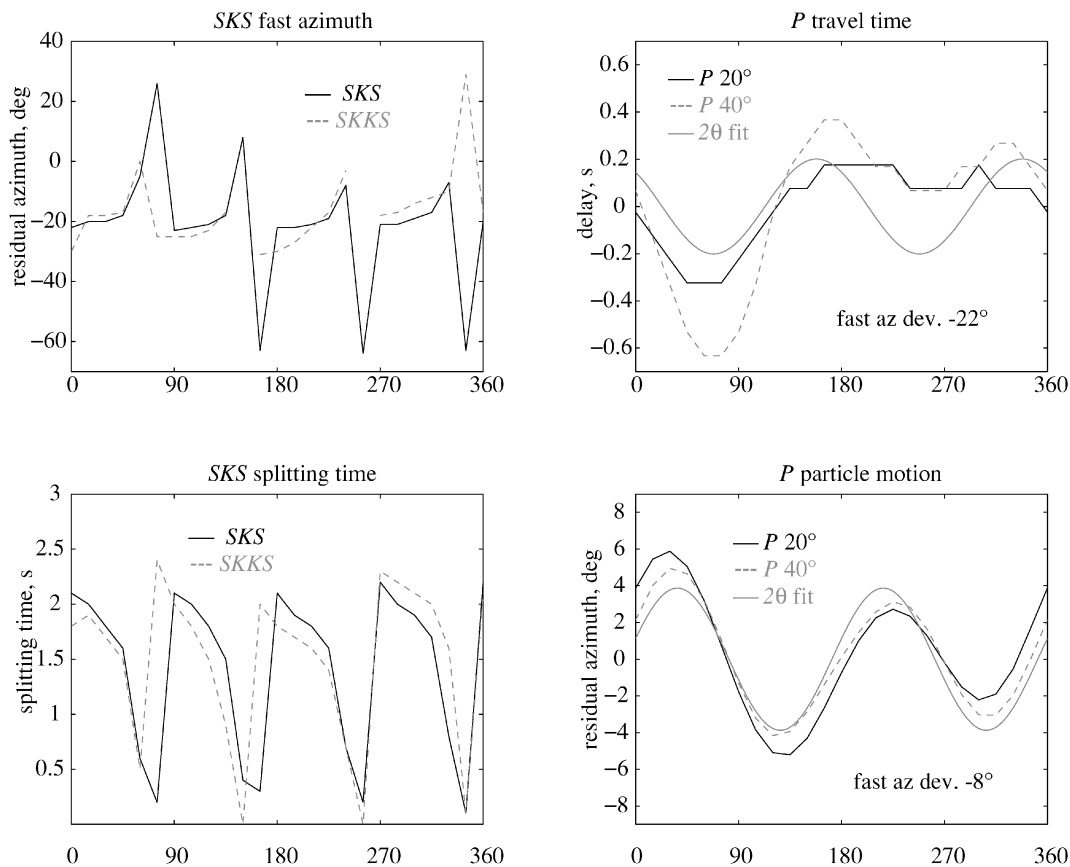 SKS fast azimuth
residual azimuth, deg
40
20
0
−20
−40
−60
SKS
SKKS
0 90 180 270 360
P travel time
delay, s
0.6
0.4
0.2
0
−0.2
−0.4
−0.6
P 20°
P 40°
2θ fit
fast az dev. -22°
0 90 180 270 360
SKS splitting time
splitting time, s
3
2.5
2
1.5
1
0.5
SKS
SKKS
0 90 180 270 360
P particle motion
residual azimuth, deg
8
6
4
2
0
−2
−4
−6
−8
P 20°
P 40°
2θ fit
fast az dev. -8°
0 90 180 270 360